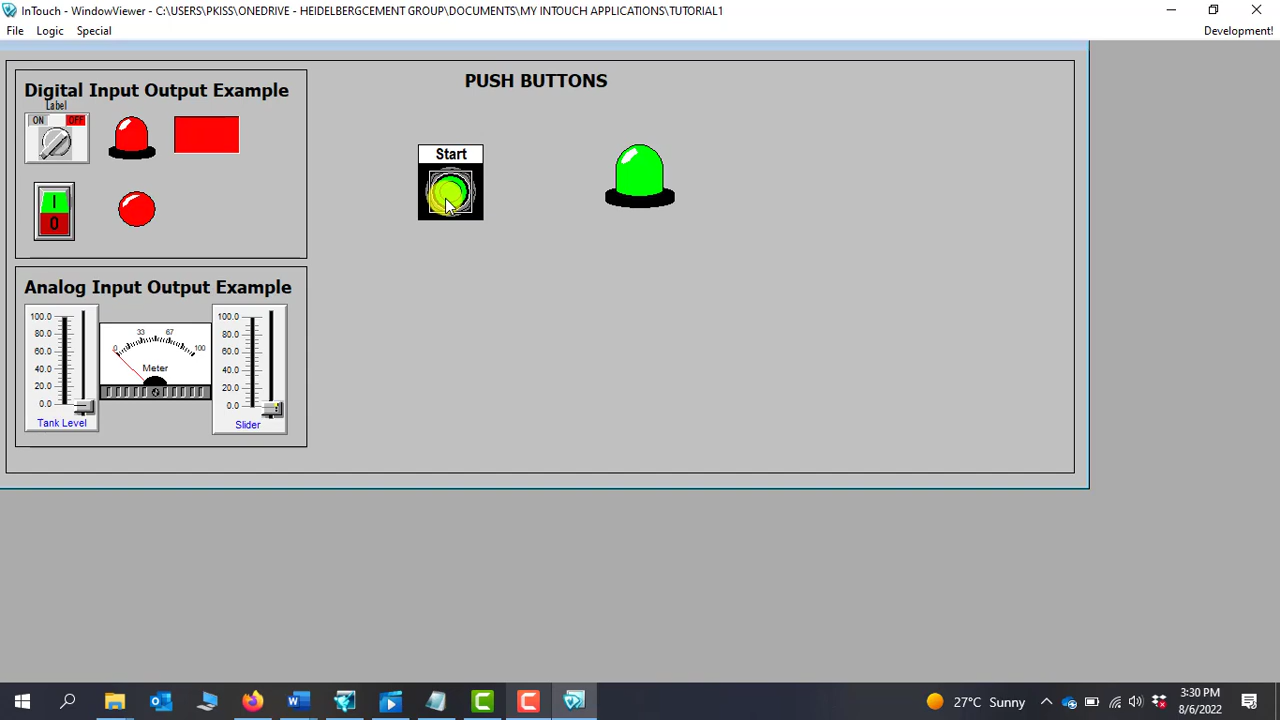 InTouch - WindowViewer - C:\USERS\PKISS\ONEDRIVE - HEIDELBERGCEMENT GROUP\DOCUMENTS\MY INTOUCH APPLICATIONS\TUTORIAL1
File Logic Special Development!
Digital Input Output Example
Label
ON OFF
I
0
PUSH BUTTONS
Start
Analog Input Output Example
100.0
80.0
60.0
40.0
20.0
0.0
Tank Level
0 33 67 100
Meter
100.0
80.0
60.0
40.0
20.0
0.0
Slider
27°C Sunny
3:30 PM
8/6/2022